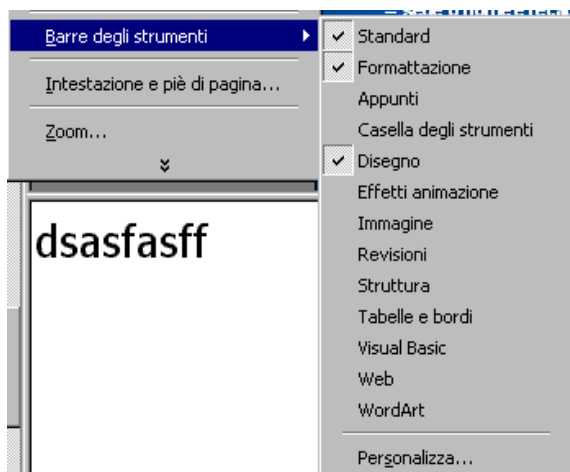 Barre degli strumenti
Intestazione e piè di pagina...
Zoom...
dsasfasff
Standard
Formattazione
Appunti
Casella degli strumenti
Disegno
Effetti animazione
Immagine
Revisioni
Struttura
Tabelle e bordi
Visual Basic
Web
WordArt
Personalizza...